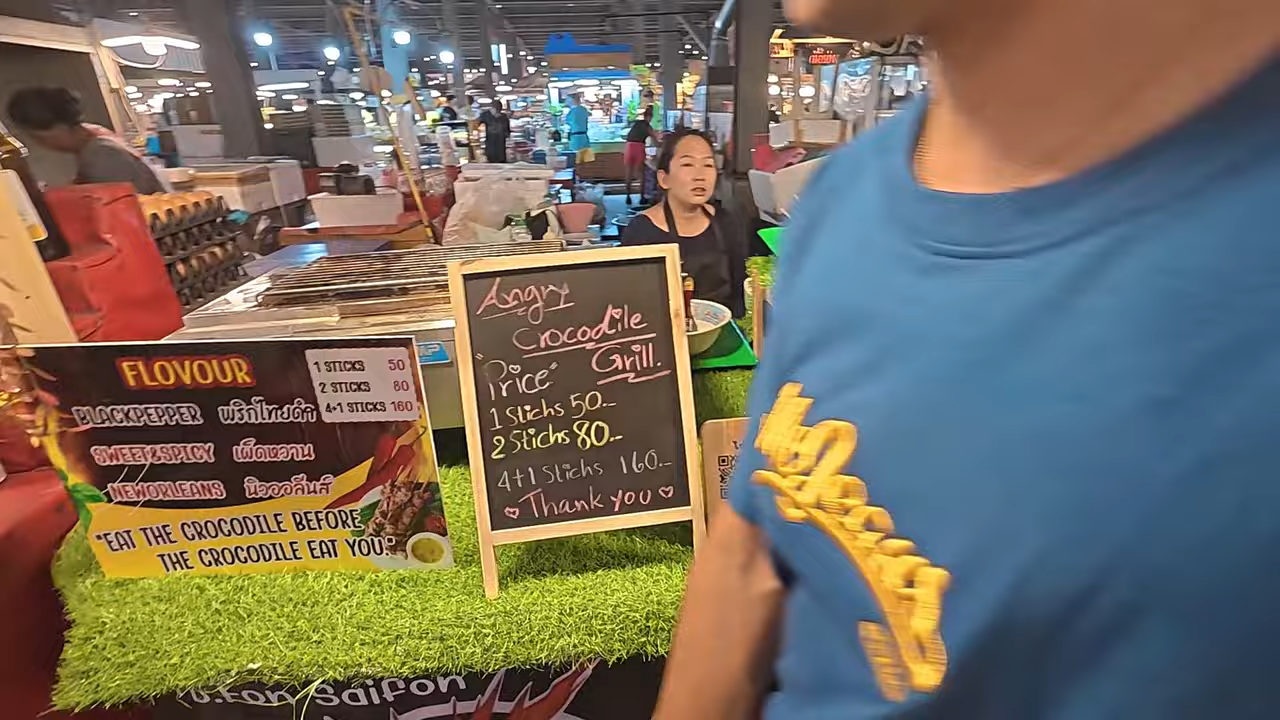 FLOVOUR
1 STICKS 50
2 STICKS 80
4+1 STICKS 160
BLACKPEPPER พริกไทยดำ
SWEET&SPICY เผ็ดหวาน
NEWORLEANS นิวออลีนส์
"EAT THE CROCODILE BEFORE
THE CROCODILE EAT YOU."
Angry
Crocodile
Grill.
"Price"
1 Stichs 50.-
2 Stichs 80.-
4+1 Stichs 160.-
Thank you
Saifon